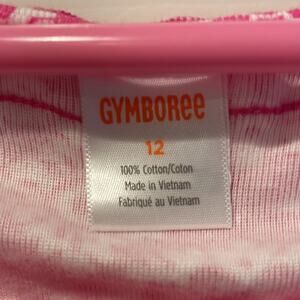 GYMBOREE
12
100% Cotton/Coton
Made in Vietnam
Fabriqué au Vietnam